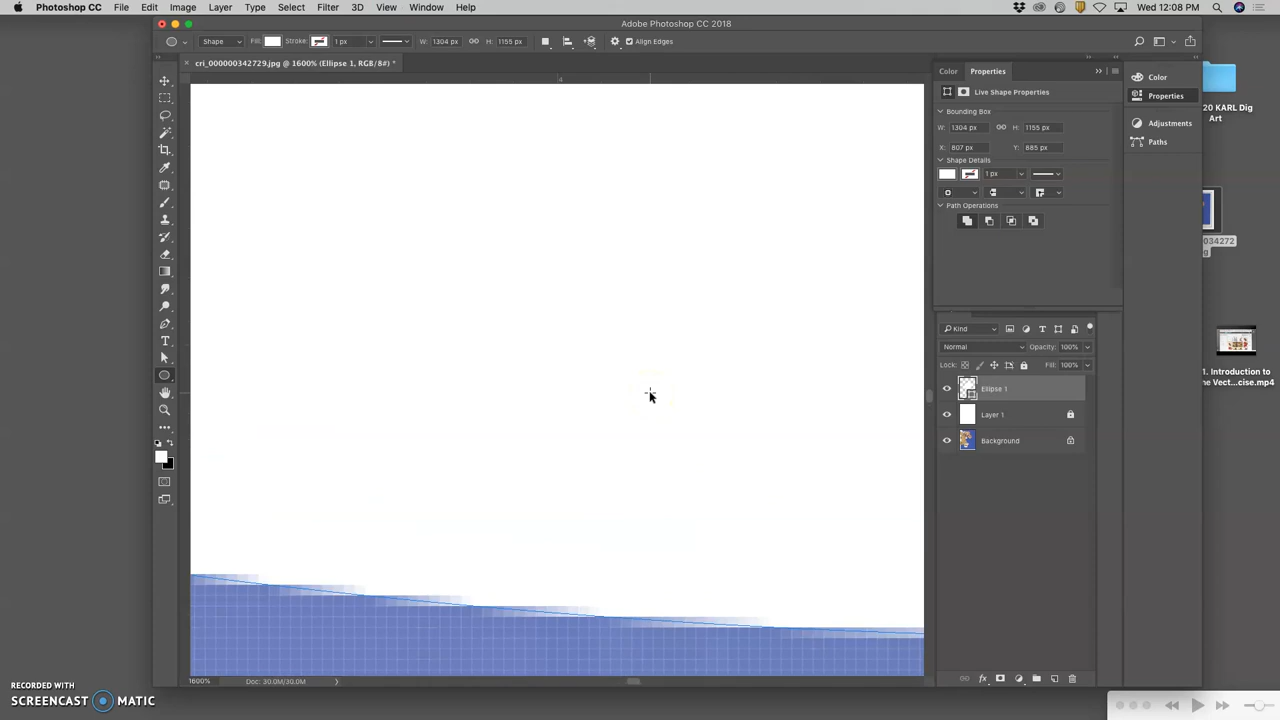 Photoshop CC File Edit Image Layer Type Select Filter 3D View Window Help Wed 12:08 PM
Adobe Photoshop CC 2018
Shape Fill: Stroke: 1 px W: 1304 px H: 1155 px Align Edges
cri_000000342729.jpg @ 1600% (Ellipse 1, RGB/8#) *
4
Color Properties
Live Shape Properties
Bounding Box
W: 1304 px H: 1155 px
X: 807 px Y: 885 px
Shape Details
1 px
Path Operations
Color
Properties
Adjustments
Paths
Kind
Normal Opacity: 100%
Lock: Fill: 100%
Ellipse 1
Layer 1
Background
fx
20 KARL Dig
Art
034272
g
1. Introduction to
he Vect...cise.mp4
1600% Doc: 30.0M/30.0M
RECORDED WITH
SCREENCAST MATIC